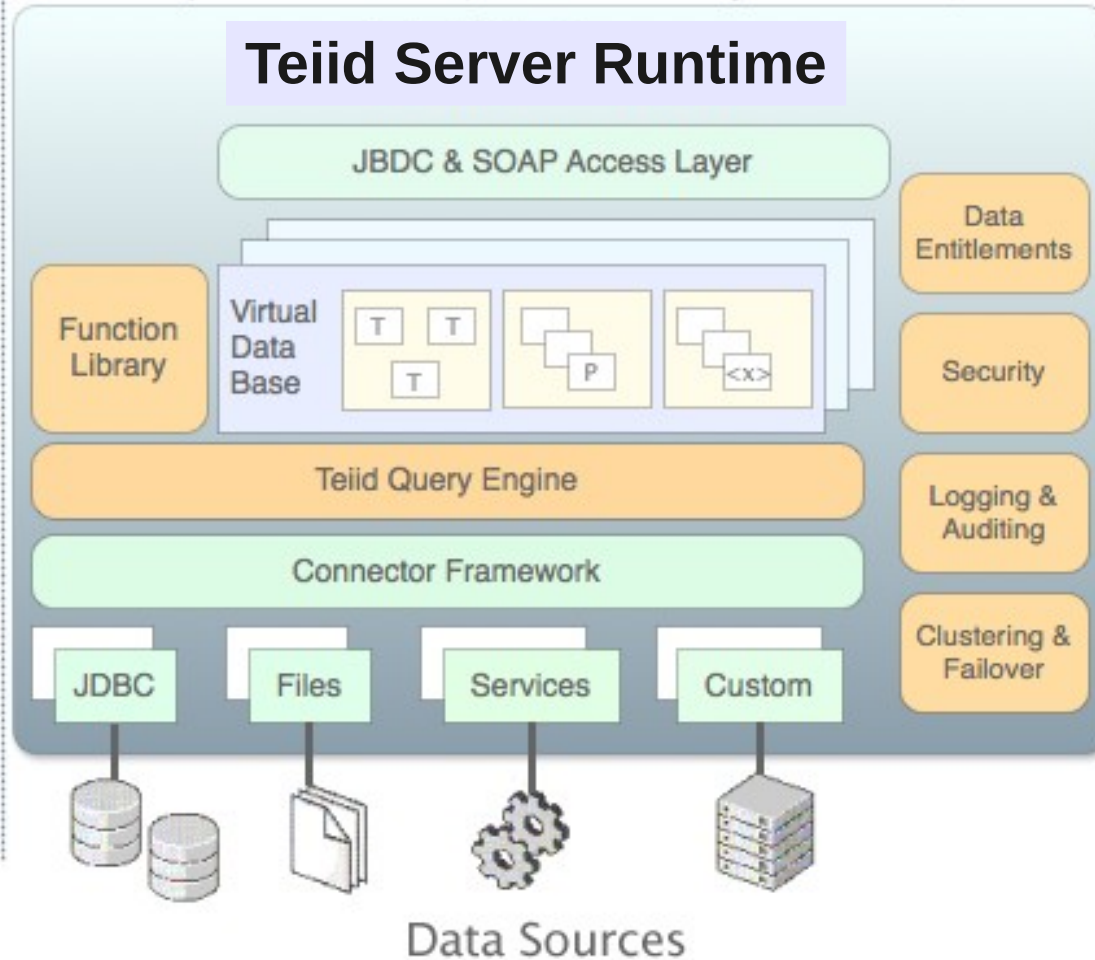 Teiid Server Runtime
JBDC & SOAP Access Layer
Data
Entitlements
Function
Library
Virtual
Data
Base
T
T
T
P
<x>
Security
Teiid Query Engine
Logging &
Auditing
Connector Framework
Clustering &
Failover
JDBC
Files
Services
Custom
Data Sources